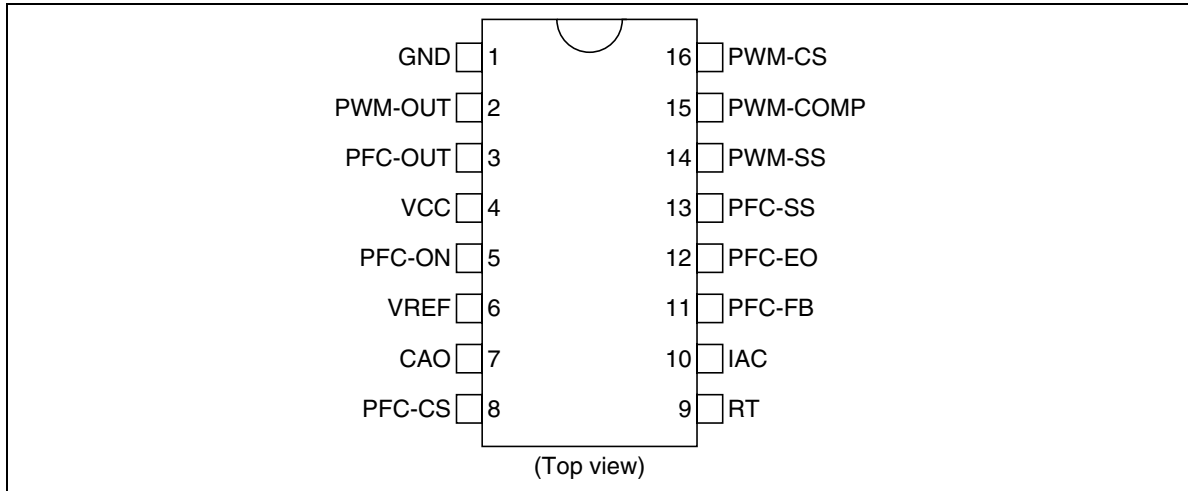 GND 1 16 PWM-CS
PWM-OUT 2 15 PWM-COMP
PFC-OUT 3 14 PWM-SS
VCC 4 13 PFC-SS
PFC-ON 5 12 PFC-EO
VREF 6 11 PFC-FB
CAO 7 10 IAC
PFC-CS 8 9 RT
(Top view)